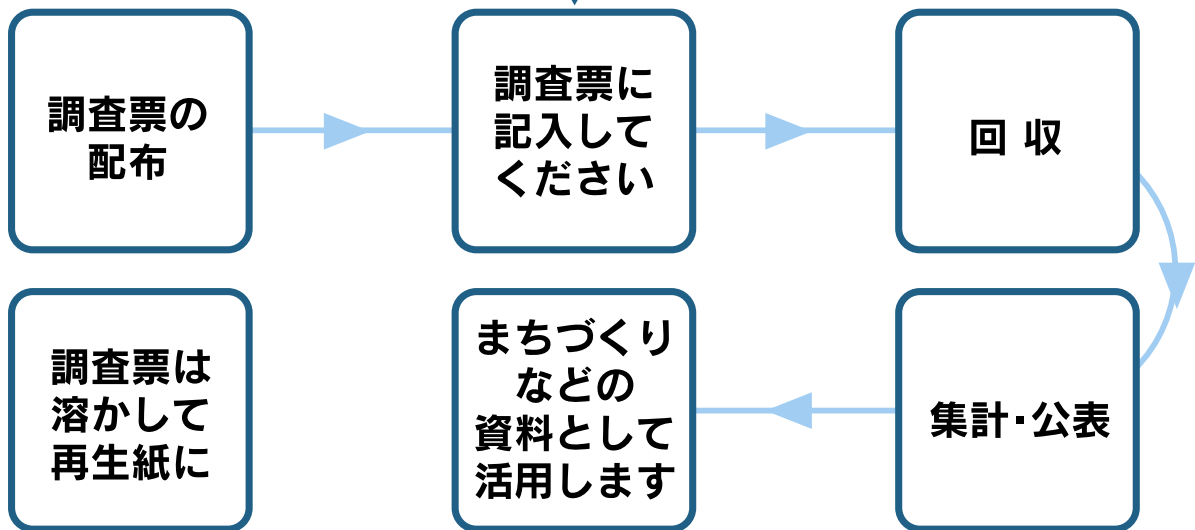 調査票の
配布
調査票に
記入して
ください
回 収
調査票は
溶かして
再生紙に
まちづくり
などの
資料として
活用します
集計・公表